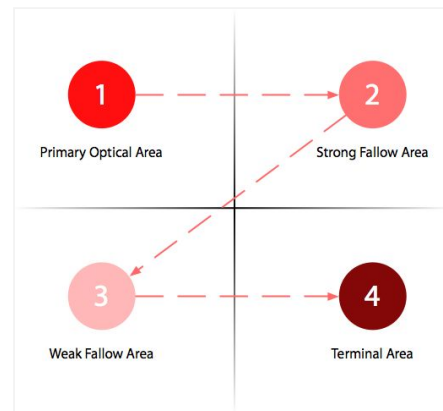 1
2
Primary Optical Area
Strong Fallow Area
3
4
Weak Fallow Area
Terminal Area